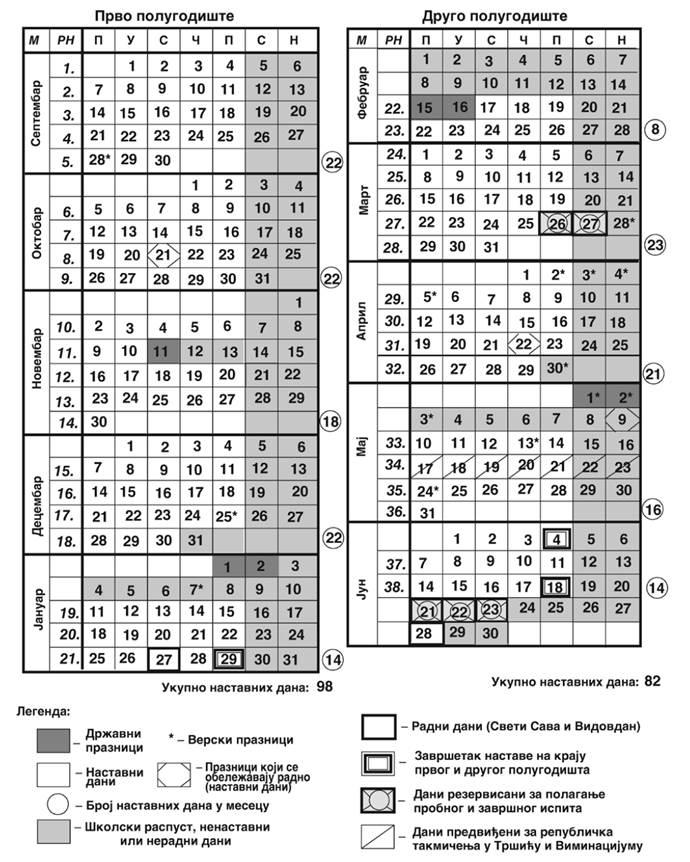 Прво полугодиште
М РН П У С Ч П С Н
Септембар
1. 1 2 3 4 5 6
2. 7 8 9 10 11 12 13
3. 14 15 16 17 18 19 20
4. 21 22 23 24 25 26 27
5. 28* 29 30
22
Октобар
1 2 3 4
6. 5 6 7 8 9 10 11
7. 12 13 14 15 16 17 18
8. 19 20 21 22 23 24 25
9. 26 27 28 29 30 31
22
Новембар
1
10. 2 3 4 5 6 7 8
11. 9 10 11 12 13 14 15
12. 16 17 18 19 20 21 22
13. 23 24 25 26 27 28 29
14. 30
18
Децембар
1 2 3 4 5 6
15. 7 8 9 10 11 12 13
16. 14 15 16 17 18 19 20
17. 21 22 23 24 25* 26 27
18. 28 29 30 31
22
Јануар
1 2 3
4 5 6 7* 8 9 10
19. 11 12 13 14 15 16 17
20. 18 19 20 21 22 23 24
21. 25 26 27 28 29 30 31
14
Укупно наставних дана: 98
Друго полугодиште
М РН П У С Ч П С Н
Фебруар
1 2 3 4 5 6 7
8 9 10 11 12 13 14
22. 15 16 17 18 19 20 21
23. 22 23 24 25 26 27 28
8
Март
24. 1 2 3 4 5 6 7
25. 8 9 10 11 12 13 14
26. 15 16 17 18 19 20 21
27. 22 23 24 25 26 27 28*
28. 29 30 31
23
Април
1 2* 3* 4*
29. 5* 6 7 8 9 10 11
30. 12 13 14 15 16 17 18
31. 19 20 21 22 23 24 25
32. 26 27 28 29 30*
21
Мај
1* 2*
3* 4 5 6 7 8 9
33. 10 11 12 13* 14 15 16
34. 17 18 19 20 21 22 23
35. 24* 25 26 27 28 29 30
36. 31
16
Јун
1 2 3 4 5 6
37. 7 8 9 10 11 12 13
38. 14 15 16 17 18 19 20
21 22 23 24 25 26 27
28 29 30
14
Укупно наставних дана: 82
Легенда:
– Државни празници
* – Верски празници
– Наставни дани
– Празници који се обележавају радно (наставни дани)
– Број наставних дана у месецу
– Школски распуст, ненаставни или нерадни дани
– Радни дани (Свети Сава и Видовдан)
– Завршетак наставе на крају првог и другог полугодишта
– Дани резервисани за полагање пробног и завршног испита
– Дани предвиђени за републичка такмичења у Тршићу и Виминацијуму